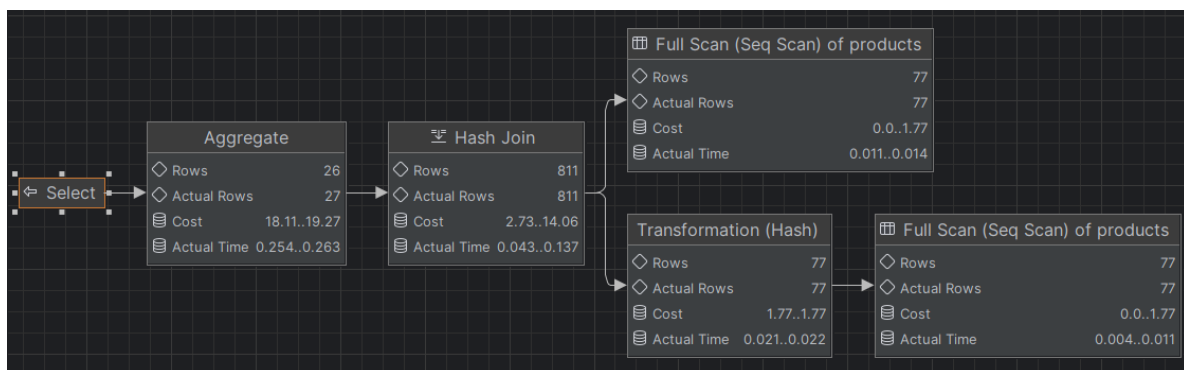 Select
Aggregate
Rows 26
Actual Rows 27
Cost 18.11..19.27
Actual Time 0.254..0.263
Hash Join
Rows 811
Actual Rows 811
Cost 2.73..14.06
Actual Time 0.043..0.137
Full Scan (Seq Scan) of products
Rows 77
Actual Rows 77
Cost 0.0..1.77
Actual Time 0.011..0.014
Transformation (Hash)
Rows 77
Actual Rows 77
Cost 1.77..1.77
Actual Time 0.021..0.022
Full Scan (Seq Scan) of products
Rows 77
Actual Rows 77
Cost 0.0..1.77
Actual Time 0.004..0.011